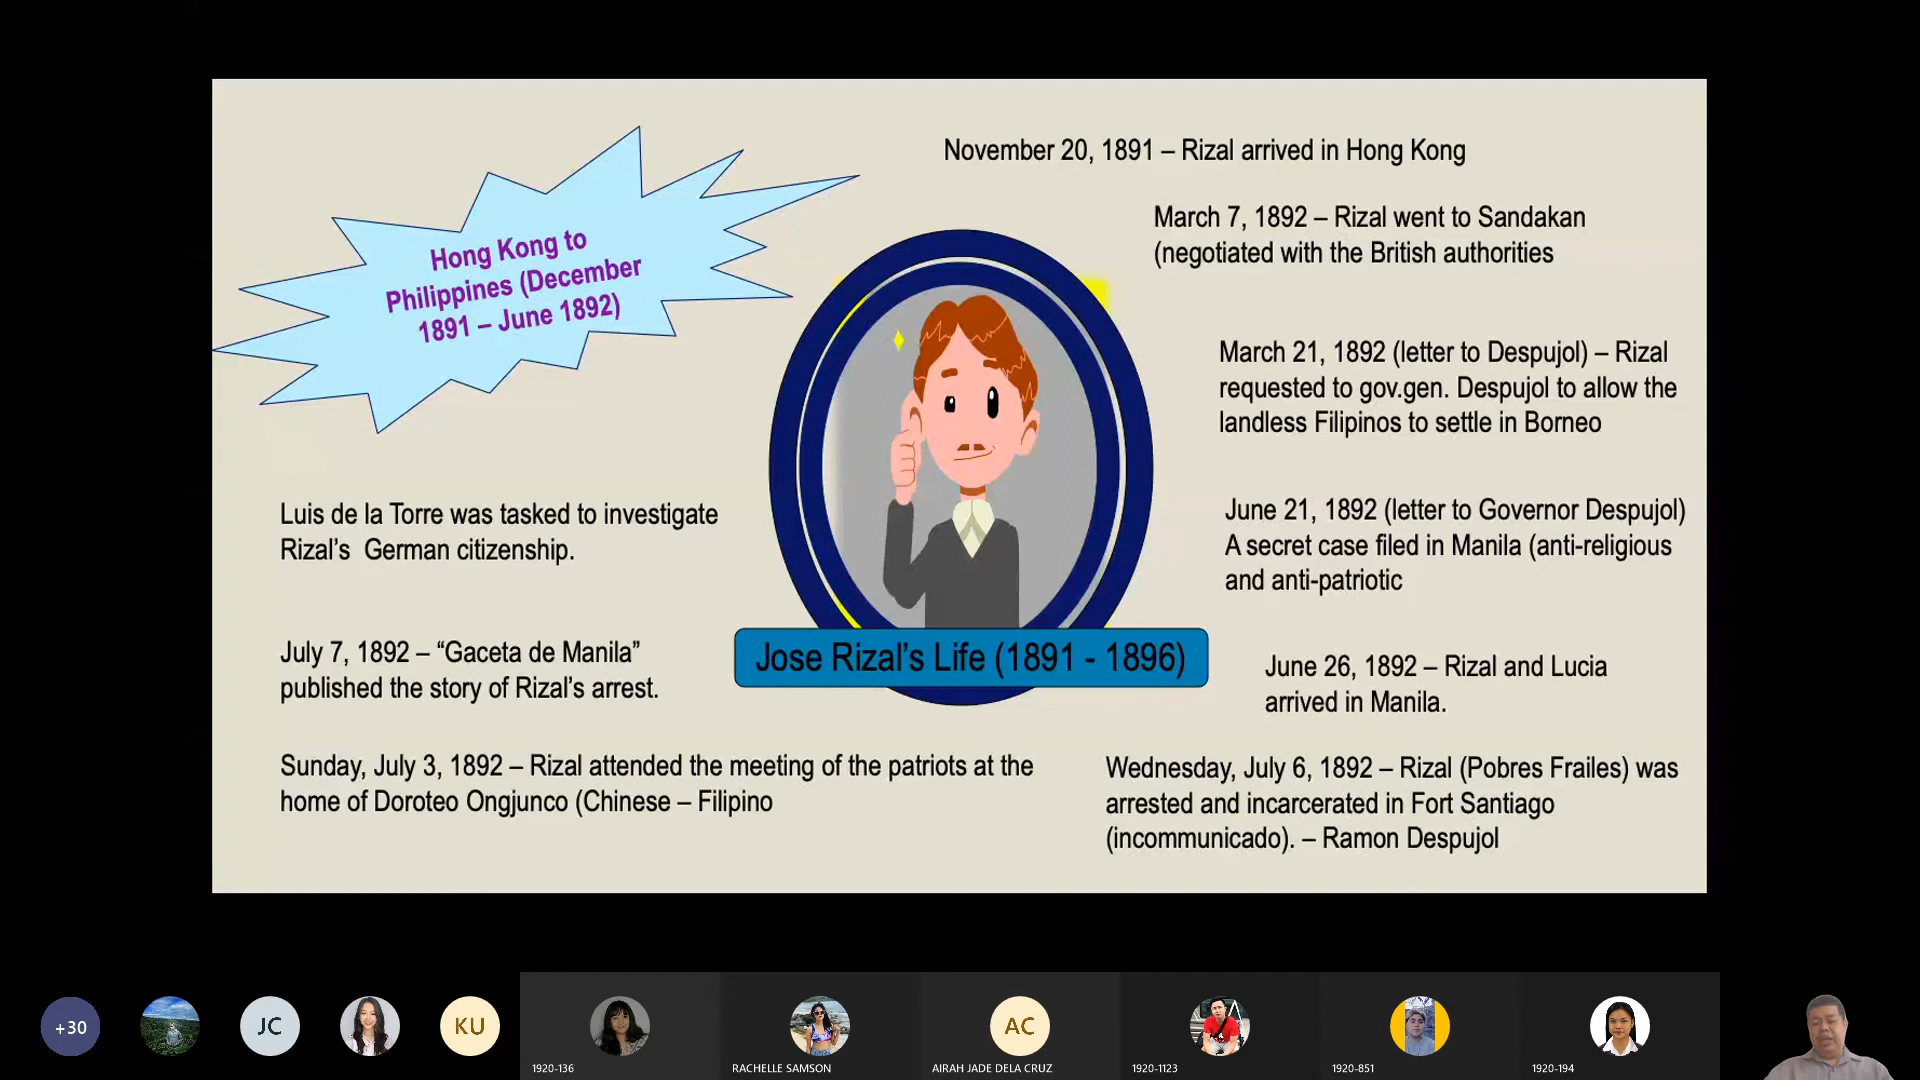 November 20, 1891 – Rizal arrived in Hong Kong
Hong Kong to
Philippines (December
1891 – June 1892)
March 7, 1892 – Rizal went to Sandakan
(negotiated with the British authorities
March 21, 1892 (letter to Despujol) – Rizal
requested to gov.gen. Despujol to allow the
landless Filipinos to settle in Borneo
Luis de la Torre was tasked to investigate
Rizal’s  German citizenship.
June 21, 1892 (letter to Governor Despujol)
A secret case filed in Manila (anti-religious
and anti-patriotic
July 7, 1892 – “Gaceta de Manila”
published the story of Rizal’s arrest.
Jose Rizal’s Life (1891 - 1896)
June 26, 1892 – Rizal and Lucia
arrived in Manila.
Sunday, July 3, 1892 – Rizal attended the meeting of the patriots at the
home of Doroteo Ongjunco (Chinese – Filipino
Wednesday, July 6, 1892 – Rizal (Pobres Frailes) was
arrested and incarcerated in Fort Santiago
(incommunicado). – Ramon Despujol
+30
JC
KU
AC
1920-136
RACHELLE SAMSON
AIRAH JADE DELA CRUZ
1920-1123
1920-851
1920-194